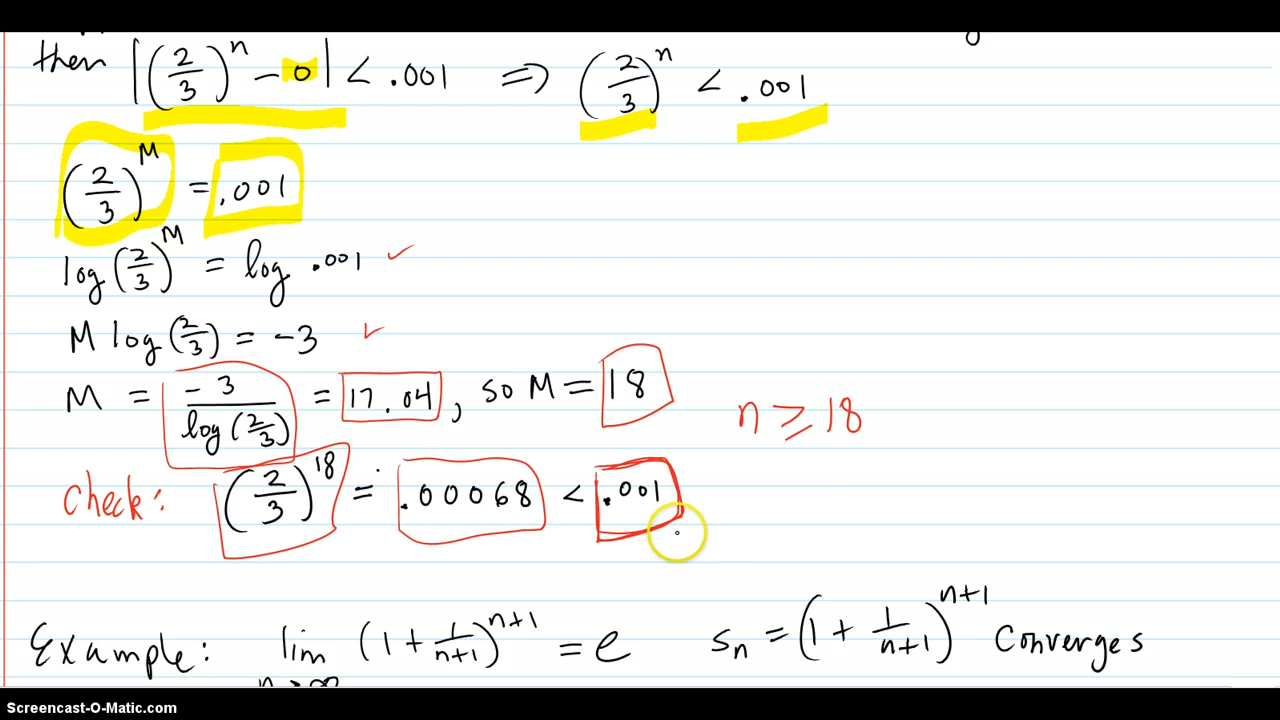 then |(2/3)^n − 0| < .001 ⇒ (2/3)^n < .001
(2/3)^M = .001
log(2/3)^M = log .001 ✓
M log(2/3) = −3 ✓
M = −3/log(2/3) = 17.04, so M = 18
n ≥ 18
Check: (2/3)^18 ≐ .00068 < .001
Example: lim (1 + 1/(n+1))^(n+1) = e   s_n = (1 + 1/(n+1))^(n+1) Converges
n→∞
Screencast-O-Matic.com